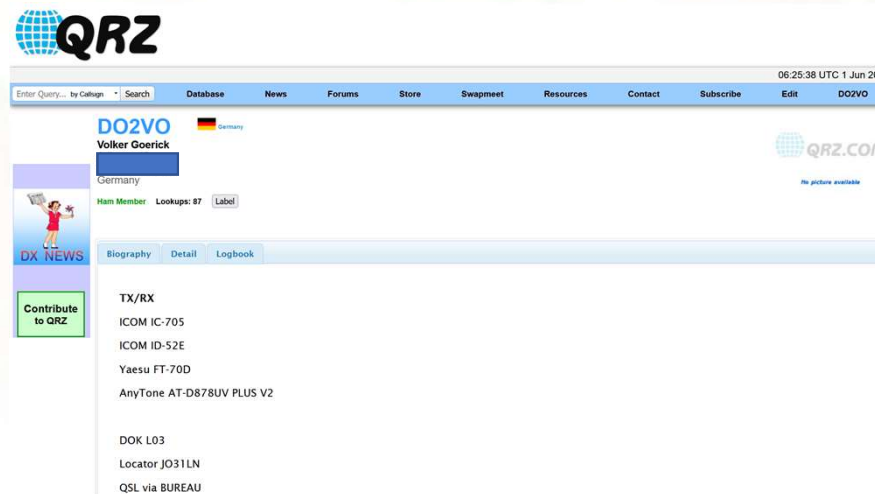 QRZ
06:25:38 UTC 1 Jun
Enter Query... by Callsign Search Database News Forums Store Swapmeet Resources Contact Subscribe Edit DO2VO
DO2VO Germany
Volker Goerick
QRZ.CO
Germany
No picture available
Ham Member Lookups: 87 Label
DX NEWS
Biography Detail Logbook
TX/RX
Contribute
to QRZ
ICOM IC-705
ICOM ID-52E
Yaesu FT-70D
AnyTone AT-D878UV PLUS V2
DOK L03
Locator JO31LN
QSL via BUREAU